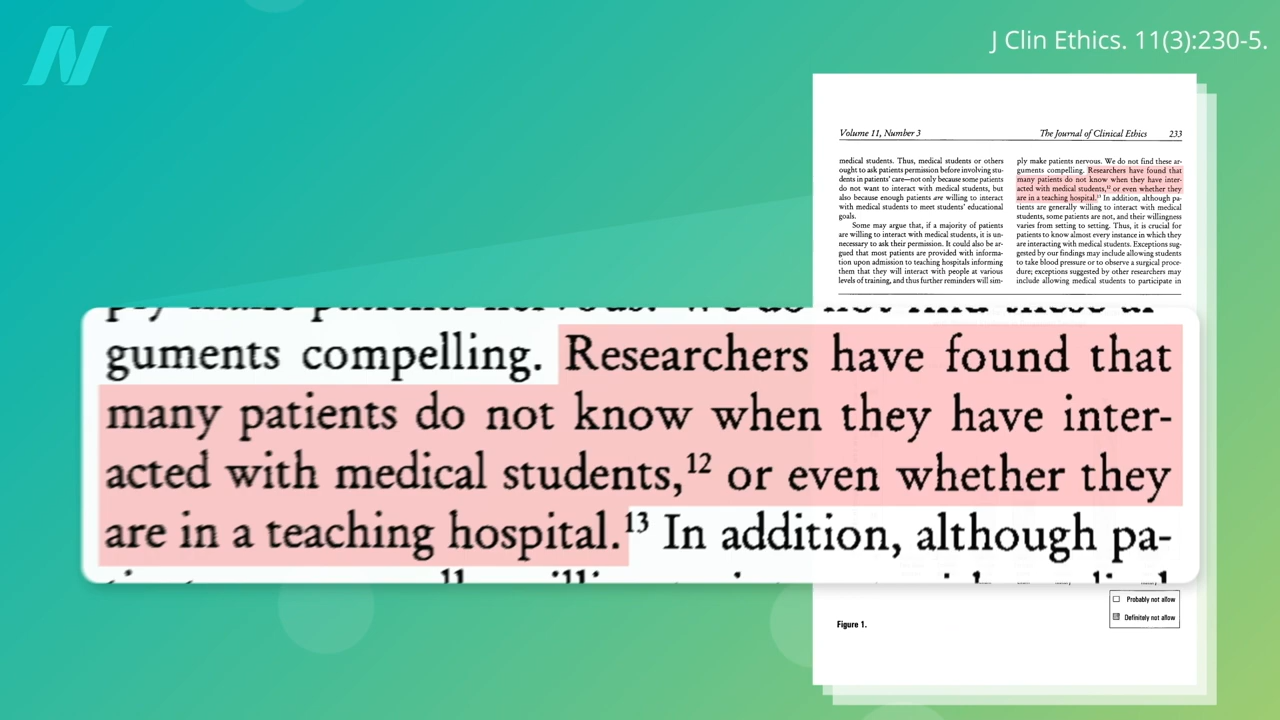 J Clin Ethics. 11(3):230-5.
Volume 11, Number 3
The Journal of Clinical Ethics 233
medical students. Thus, medical students or others
ought to ask patients permission before involving stu-
dents in patients' care—not only because some patients
do not want to interact with medical students, but
also because enough patients are willing to interact
with medical students to meet students' educational
goals.
Some may argue that, if a majority of patients
are willing to interact with medical students, it is un-
necessary to ask their permission. It could also be ar-
gued that most patients are provided with informa-
tion upon admission to teaching hospitals informing
them that they will interact with people at various
levels of training, and thus further reminders will sim-
ply make patients nervous. We do not find these ar-
guments compelling. Researchers have found that
many patients do not know when they have inter-
acted with medical students,12 or even whether they
are in a teaching hospital.13 In addition, although pa-
tients are generally willing to interact with medical
students, some patients are not, and their willingness
varies from setting to setting. Thus, it is crucial for
patients to know almost every instance in which they
are interacting with medical students. Exceptions sug-
gested by our findings may include allowing students
to take blood pressure or to observe a surgical proce-
dure; exceptions suggested by other researchers may
include allowing medical students to participate in
ply make patients nervous. We do not find these ar-
guments compelling. Researchers have found that
many patients do not know when they have inter-
acted with medical students,12 or even whether they
are in a teaching hospital.13 In addition, although pa-
Probably not allow
Definitely not allow
Figure 1.